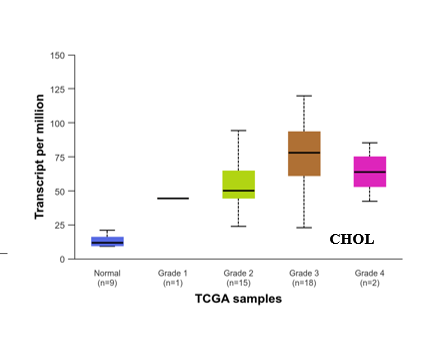 150
125
100
75
50
25
0
Transcript per million
CHOL
Normal Grade 1 Grade 2 Grade 3 Grade 4
(n=9) (n=1) (n=15) (n=18) (n=2)
TCGA samples